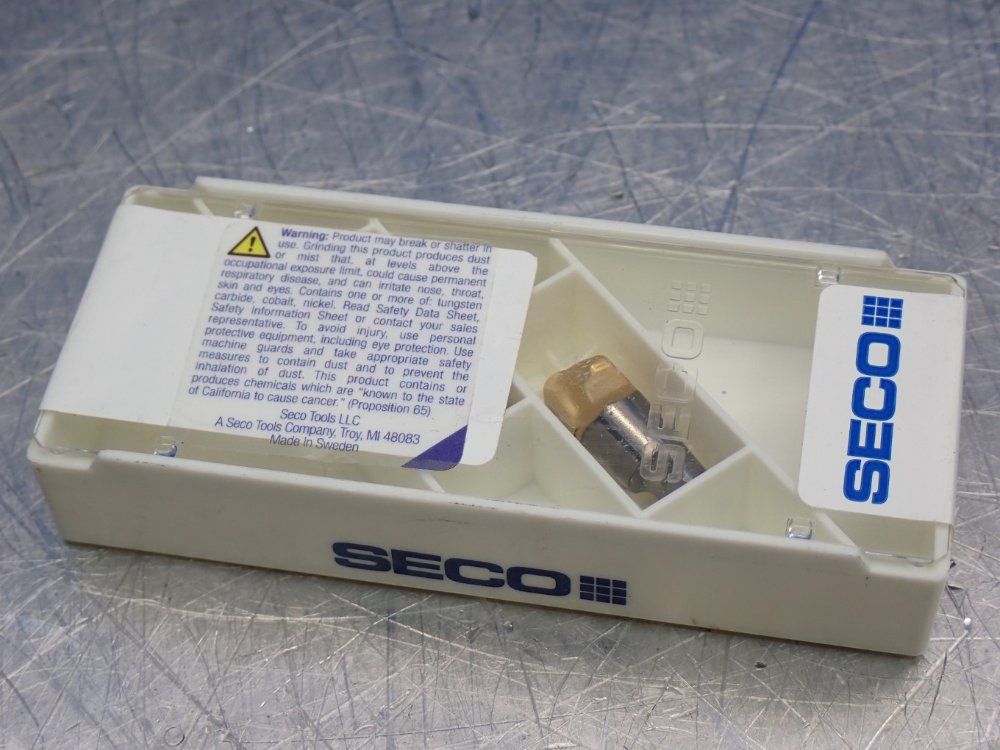 Warning: Product may break or shatter in
use. Grinding this product produces dust
or mist that, at levels above the
occupational exposure limit, could cause permanent
respiratory disease, and can irritate nose, throat,
skin and eyes. Contains one or more of: tungsten
carbide, cobalt, nickel. Read Safety Data Sheet,
Safety Information Sheet or contact your sales
representative. To avoid injury, use personal
protective equipment, including eye protection. Use
machine guards and take appropriate safety
measures to contain dust and to prevent the
inhalation of dust. This product contains or
produces chemicals which are "known to the state
of California to cause cancer." (Proposition 65)
Seco Tools LLC
A Seco Tools Company, Troy, MI 48083
Made In Sweden
SECO
SECO
SECO